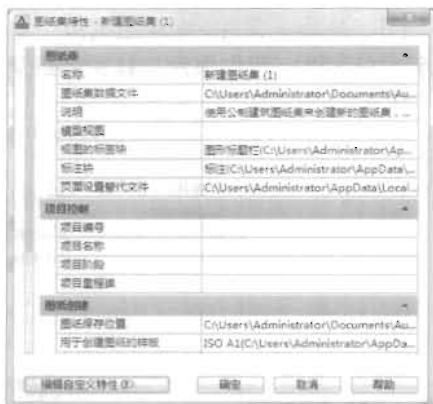 图纸集特性 - 新建图纸集 (1)
图纸集
名称 新建图纸集 (1)
图纸集数据文件 C:\Users\Administrator\Documents\Au...
说明 使用公制建筑图纸集来创建新的图纸集，...
模型视图
视图的标签块 图形标题栏(C:\Users\Administrator\Ap...
标注块 标注(C:\Users\Administrator\AppData\...
页面设置替代文件 C:\Users\Administrator\AppData\Local...
项目控制
项目编号
项目名称
项目阶段
项目里程碑
图纸创建
图纸保存位置 C:\Users\Administrator\Documents\Au...
用于创建图纸的样板 ISO A1(C:\Users\Administrator\AppDa...
编辑自定义特性(E)... 确定 取消 帮助